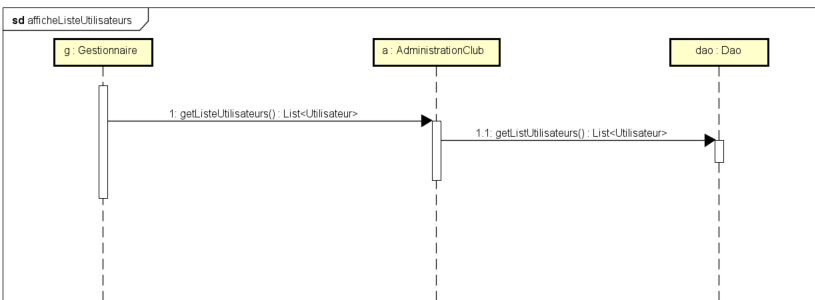 sd afficheListeUtilisateurs
g : Gestionnaire
a : AdministrationClub
dao : Dao
1: getListeUtilisateurs() : List<Utilisateur>
1.1: getListUtilisateurs() : List<Utilisateur>